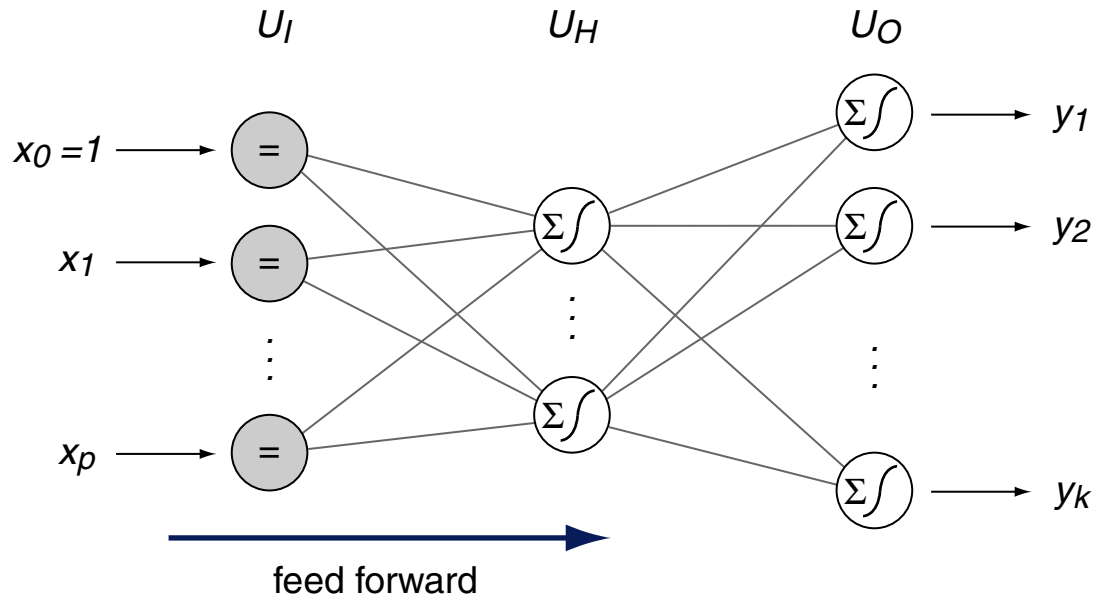 U_I U_H U_O
x_0 =1
=
Σ∫
y_1
x_1
=
Σ∫
Σ∫
y_2
⋮
⋮
⋮
x_p
=
Σ∫
Σ∫
y_k
feed forward